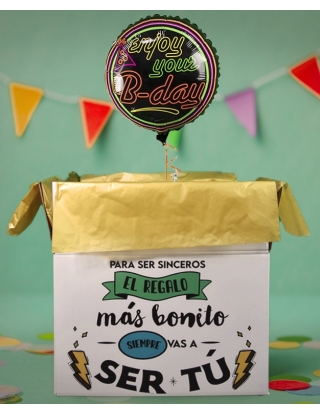 Enjoy
your
B-day
PARA SER SINCEROS
EL REGALO
más bonito
SIEMPRE VAS A
SER TÚ